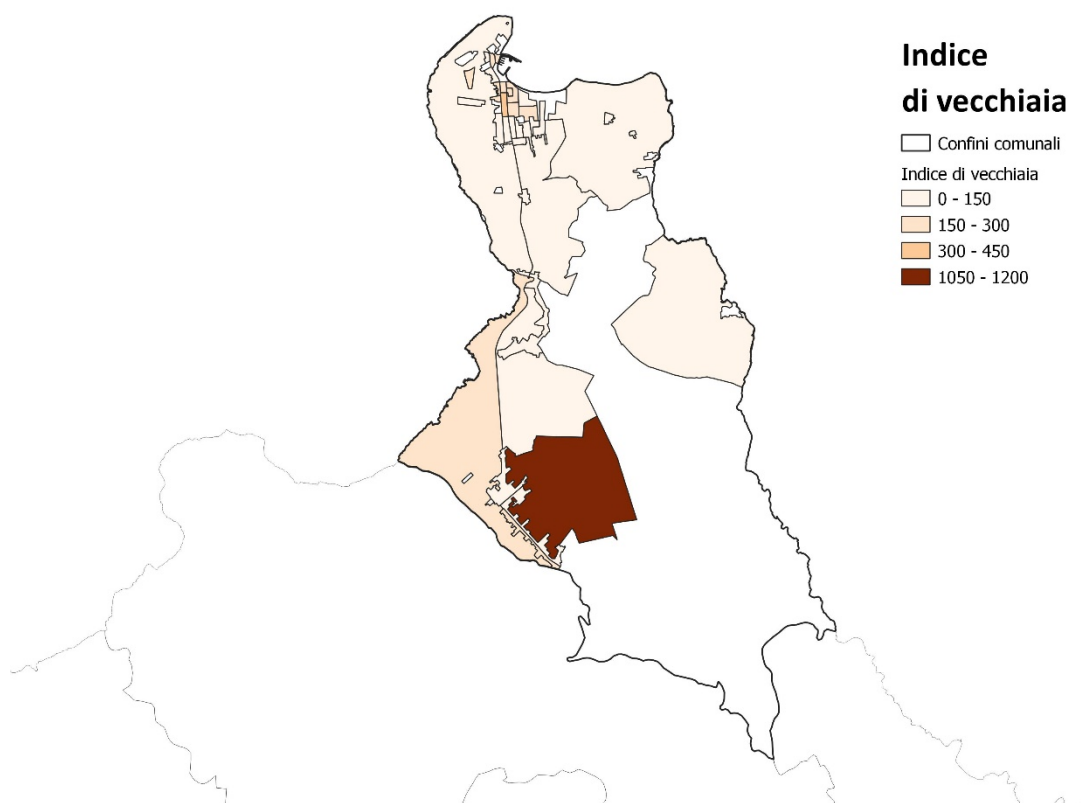 Indice
di vecchiaia
Confini comunali
Indice di vecchiaia
0 - 150
150 - 300
300 - 450
1050 - 1200